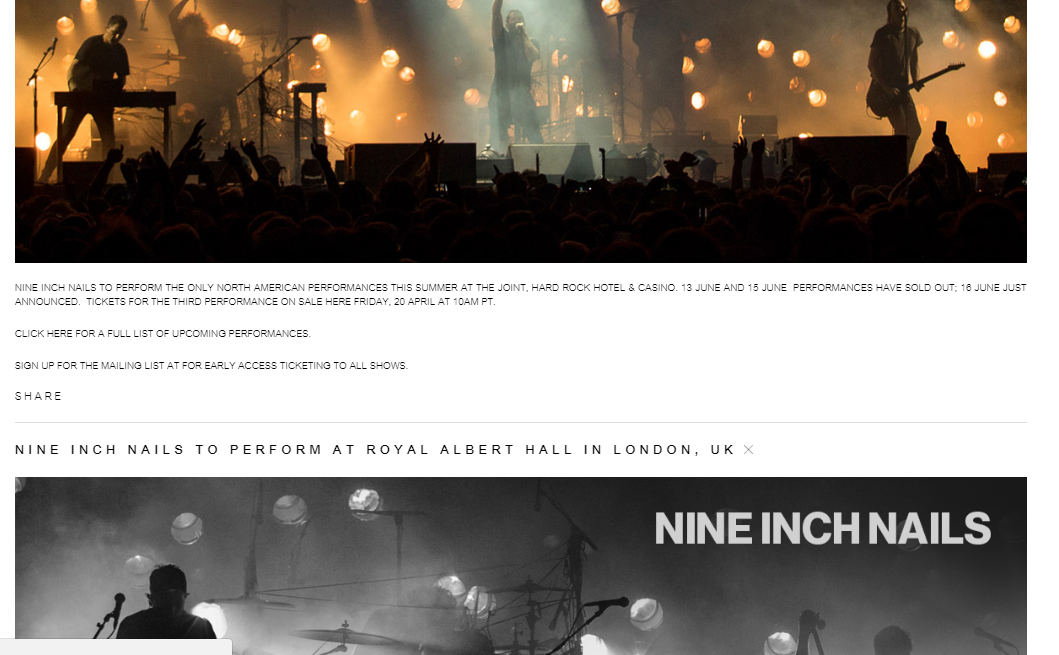 NINE INCH NAILS TO PERFORM THE ONLY NORTH AMERICAN PERFORMANCES THIS SUMMER AT THE JOINT, HARD ROCK HOTEL & CASINO. 13 JUNE AND 15 JUNE  PERFORMANCES HAVE SOLD OUT; 16 JUNE JUST
ANNOUNCED.  TICKETS FOR THE THIRD PERFORMANCE ON SALE HERE FRIDAY, 20 APRIL AT 10AM PT.
CLICK HERE FOR A FULL LIST OF UPCOMING PERFORMANCES.
SIGN UP FOR THE MAILING LIST AT FOR EARLY ACCESS TICKETING TO ALL SHOWS.
SHARE
NINE INCH NAILS TO PERFORM AT ROYAL ALBERT HALL IN LONDON, UK
NINE INCH NAILS